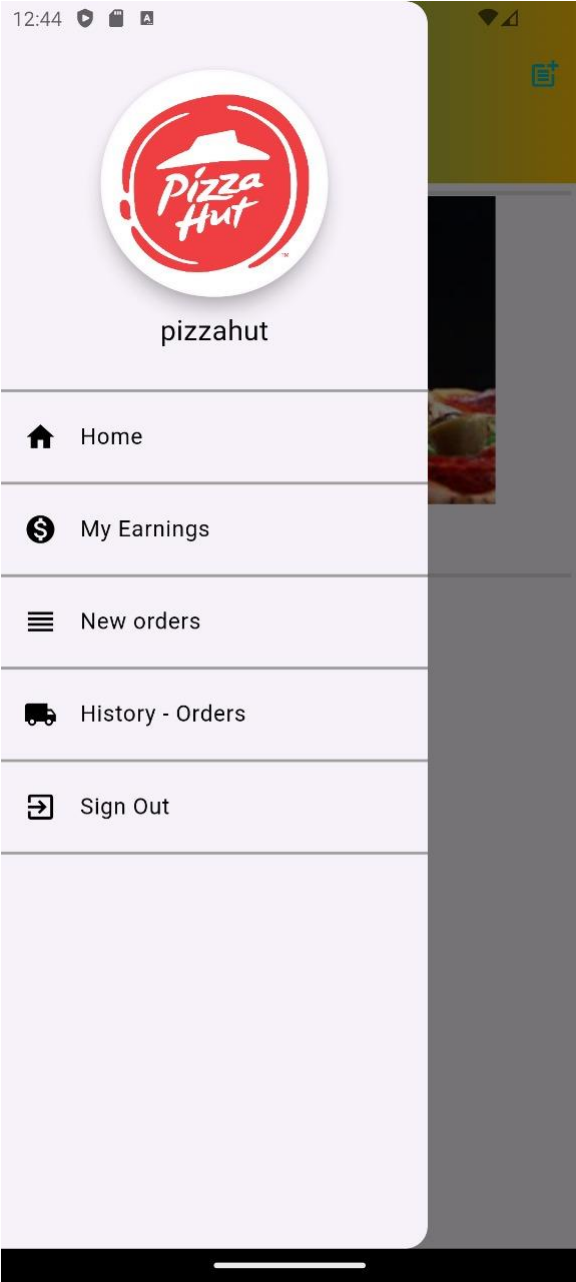 12:44
Pizza
Hut
pizzahut
Home
My Earnings
New orders
History - Orders
Sign Out